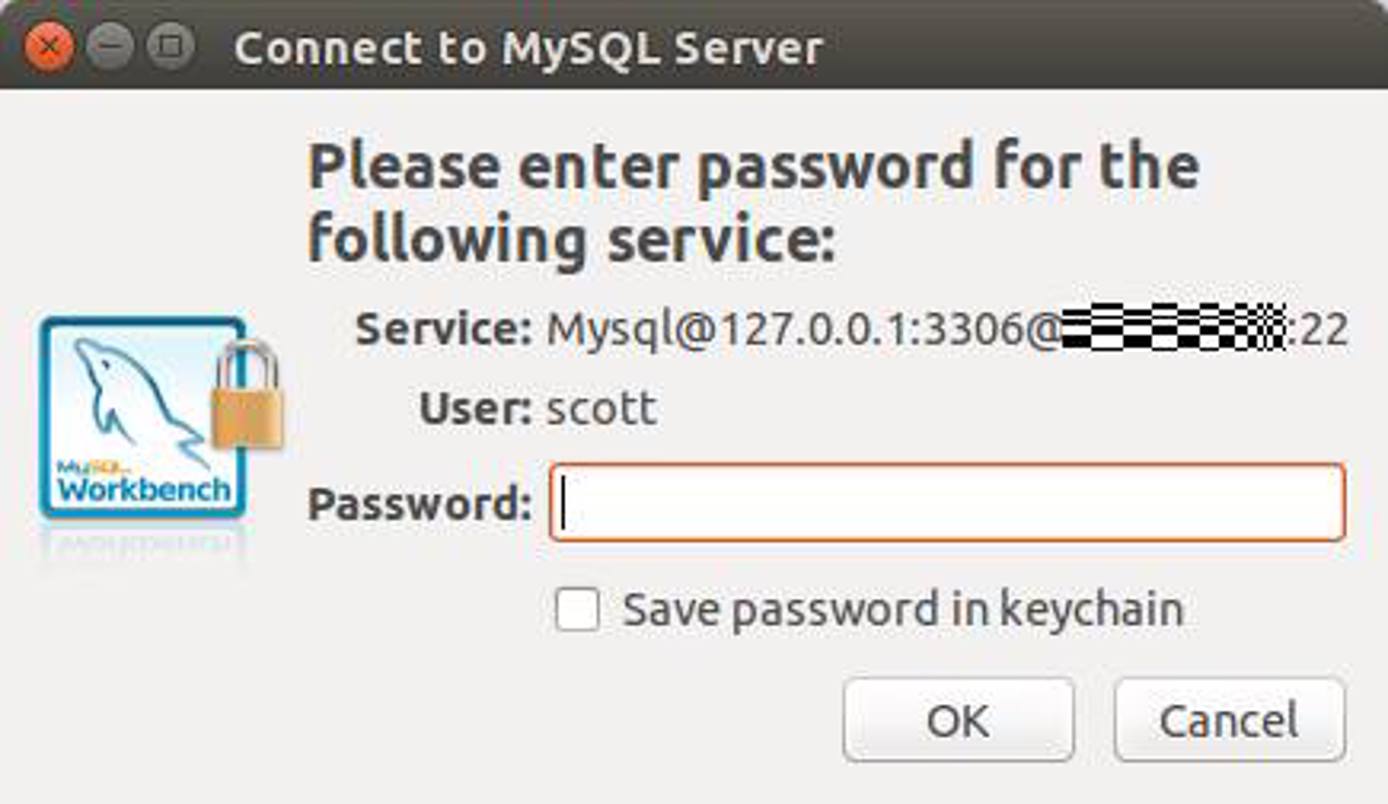 Connect to MySQL Server
Please enter password for the
following service:
Service: Mysql@127.0.0.1:3306@:22
User: scott
MySQL
Workbench
Password:
Save password in keychain
OK Cancel